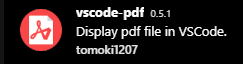 vscode-pdf 0.5.1
Display pdf file in VSCode.
tomoki1207